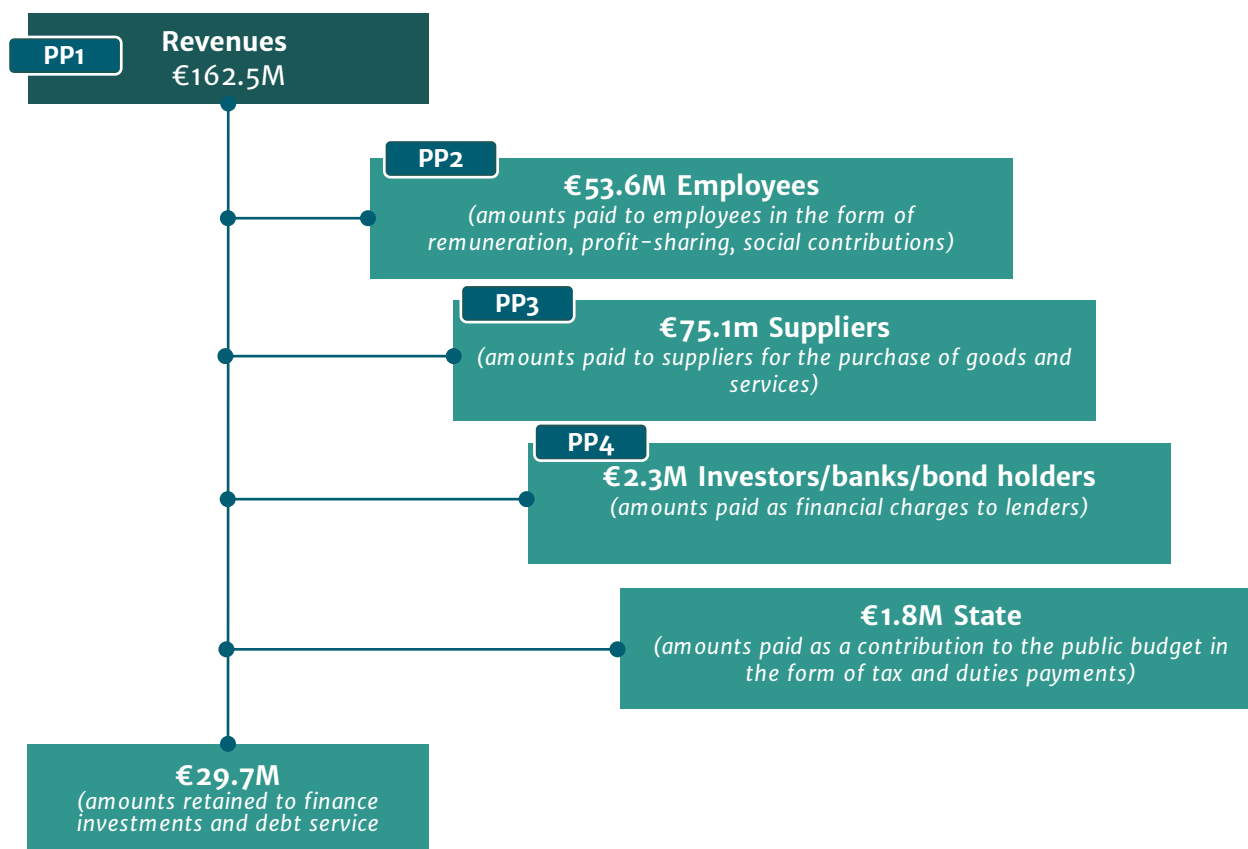 PP1
Revenues
€162.5M
PP2
€53.6M Employees
(amounts paid to employees in the form of
remuneration, profit-sharing, social contributions)
PP3
€75.1m Suppliers
(amounts paid to suppliers for the purchase of goods and
services)
PP4
€2.3M Investors/banks/bond holders
(amounts paid as financial charges to lenders)
€1.8M State
(amounts paid as a contribution to the public budget in
the form of tax and duties payments)
€29.7M
(amounts retained to finance
investments and debt service